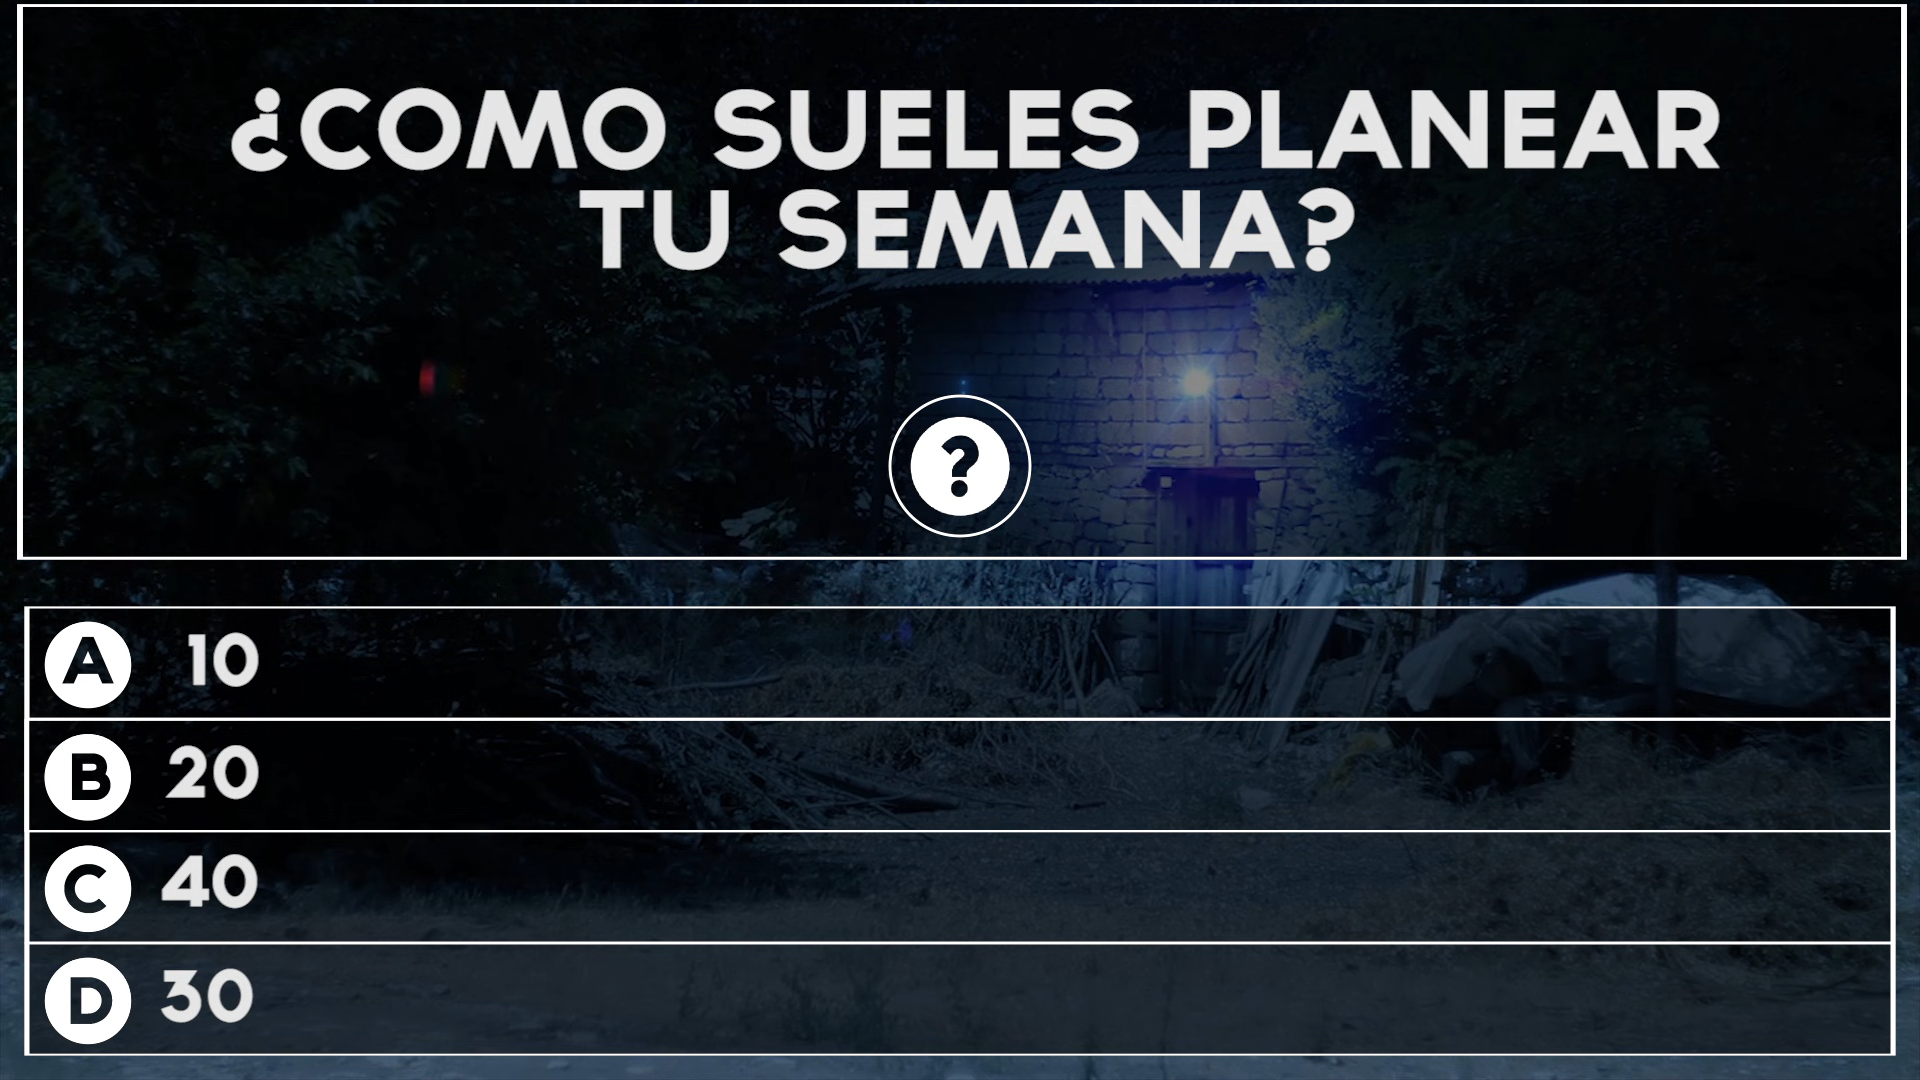 ¿COMO SUELES PLANEAR
TU SEMANA?
?
A 10
B 20
C 40
D 30